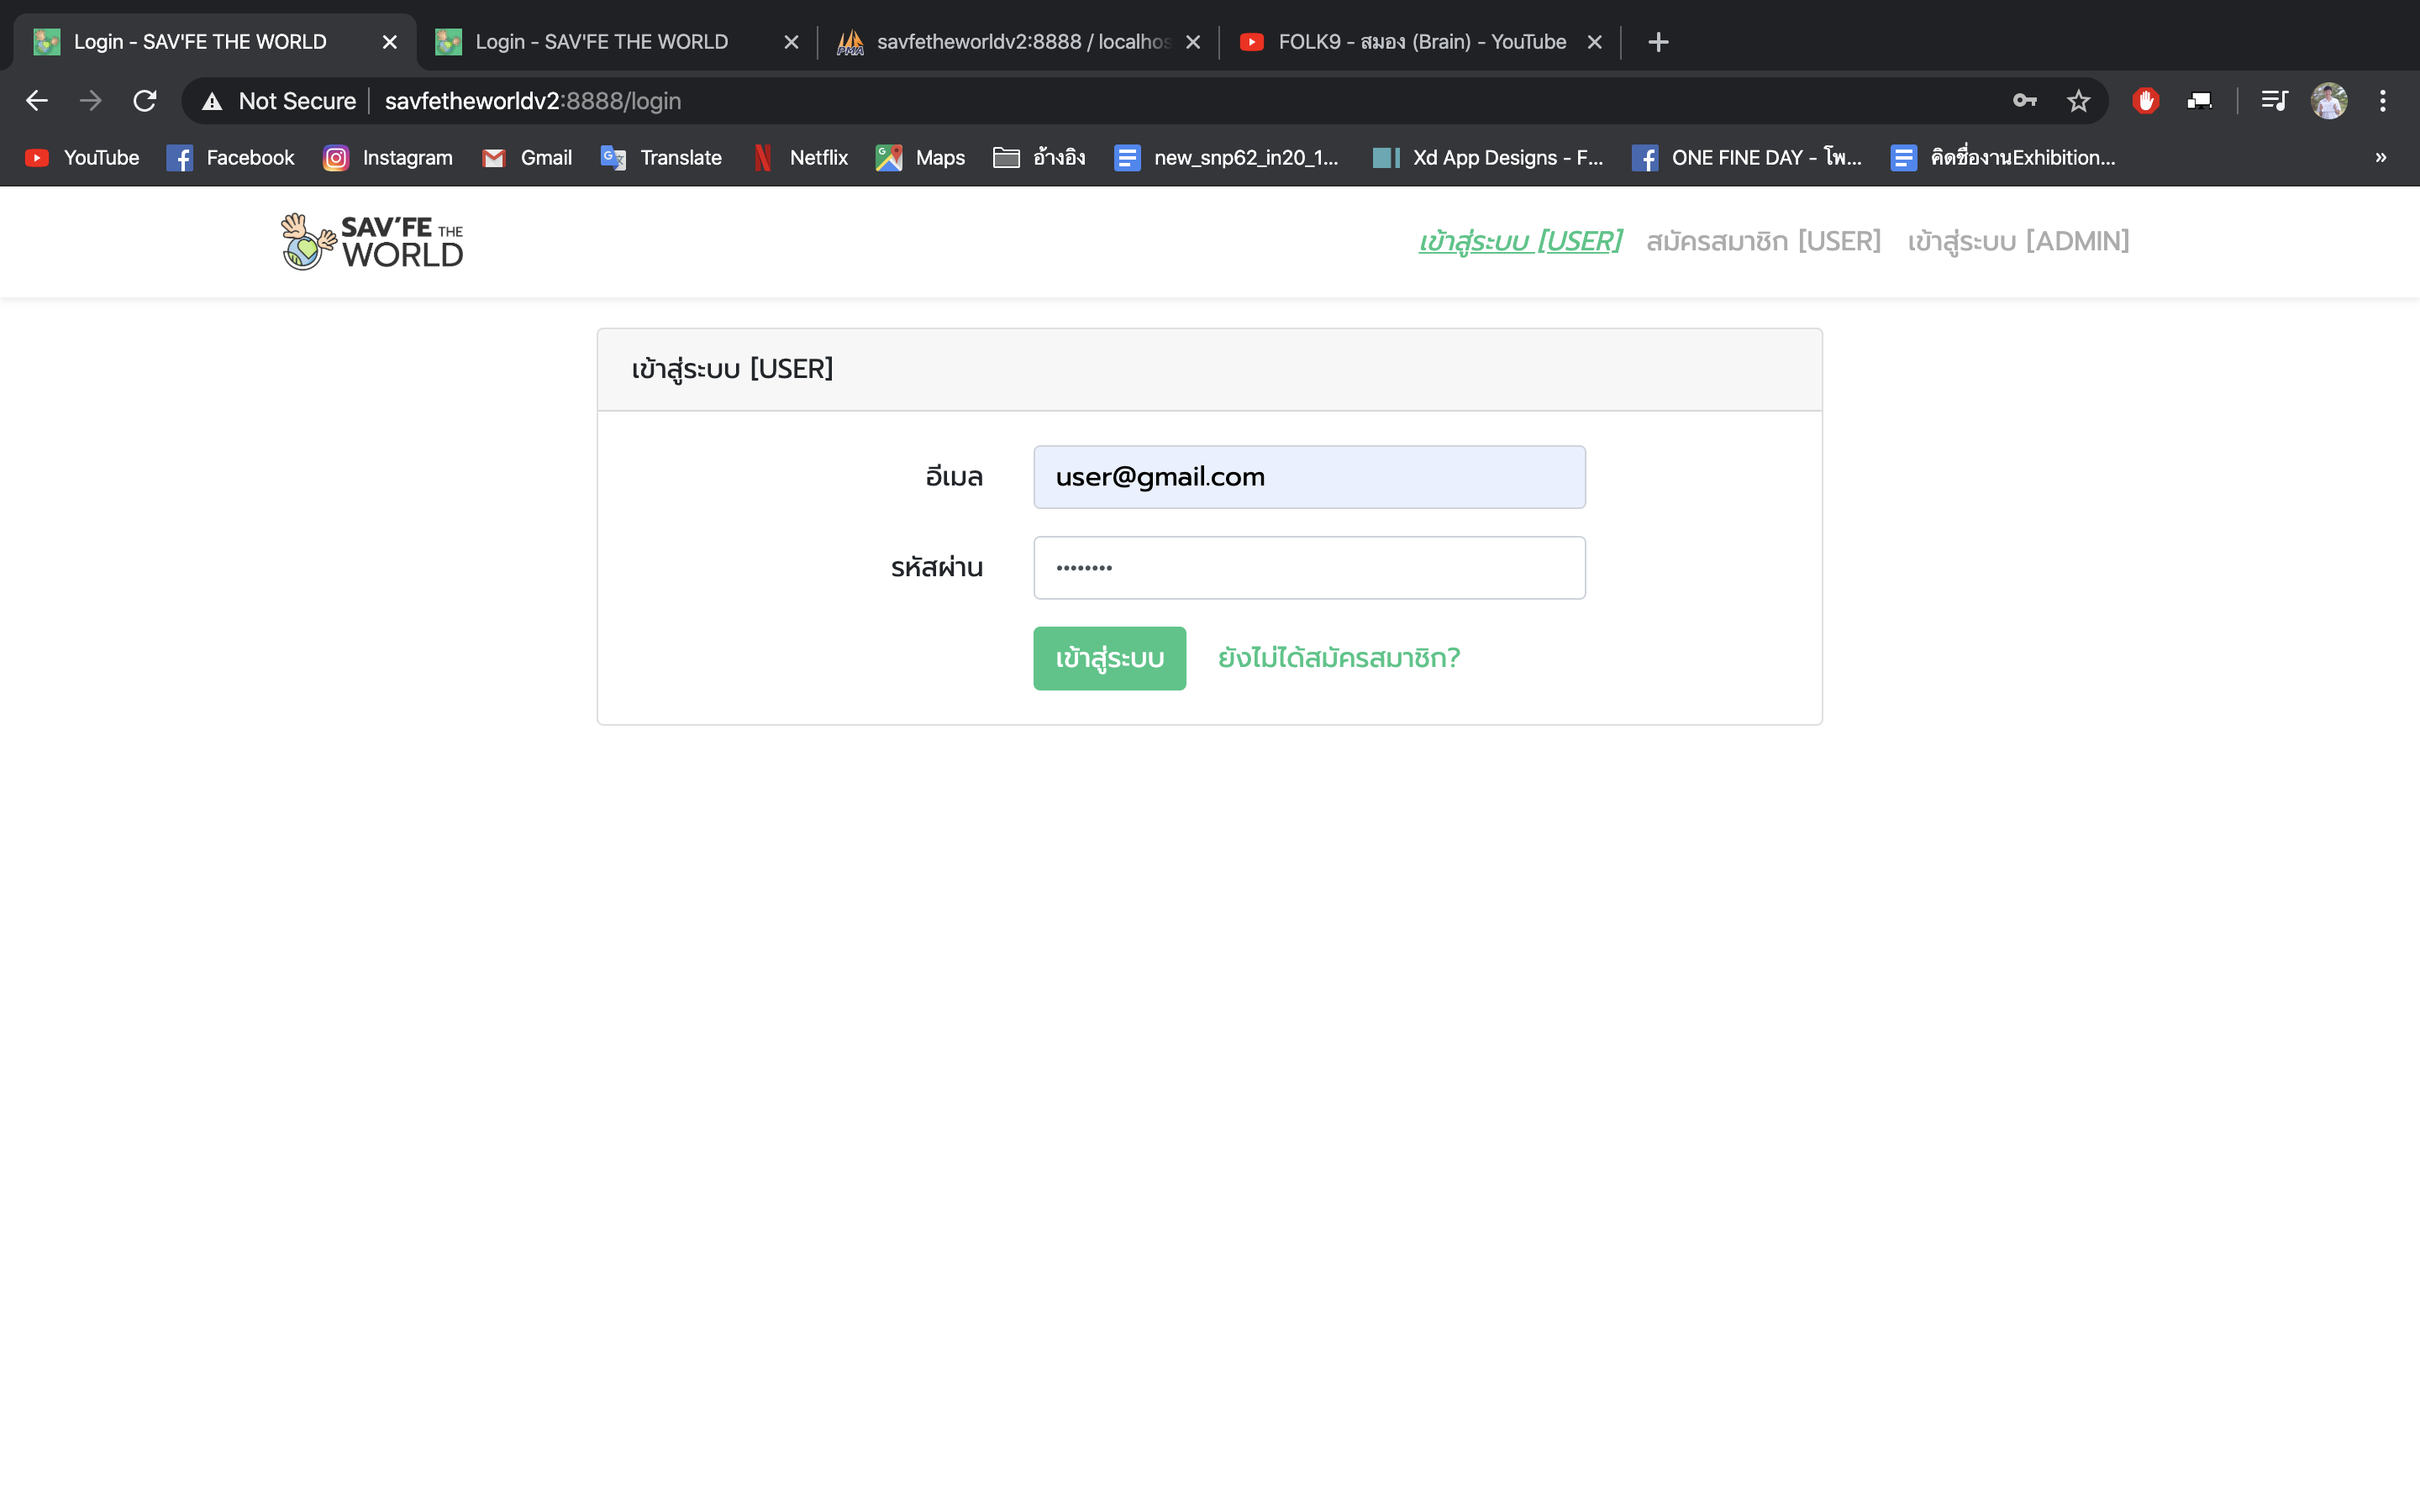 Login - SAV'FE THE WORLD
Login - SAV'FE THE WORLD
savfetheworldv2:8888 / localhos
FOLK9 - สมอง (Brain) - YouTube
Not Secure
savfetheworldv2:8888/login
YouTube
Facebook
Instagram
Gmail
Translate
Netflix
Maps
อ้างอิง
new_snp62_in20_1...
Xd App Designs - F...
ONE FINE DAY - โพ...
คิดชื่องานExhibition...
»
SAV'FE THE
WORLD
เข้าสู่ระบบ [USER]
สมัครสมาชิก [USER]
เข้าสู่ระบบ [ADMIN]
เข้าสู่ระบบ [USER]
อีเมล
user@gmail.com
รหัสผ่าน
••••••••
เข้าสู่ระบบ
ยังไม่ได้สมัครสมาชิก?